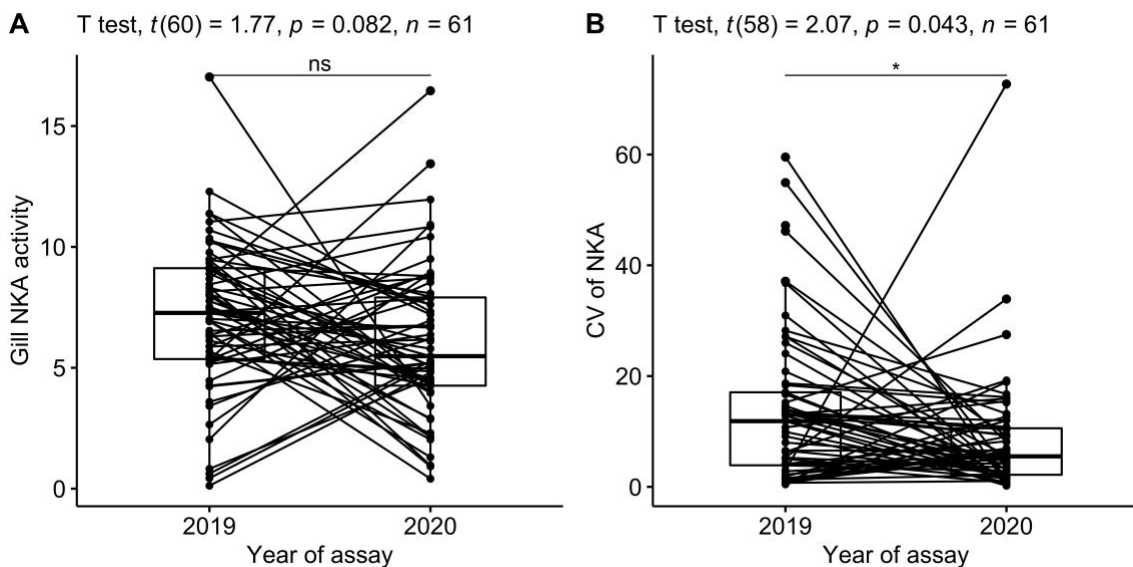 A
T test, t(60) = 1.77, p = 0.082, n = 61
ns
15
10
5
0
Gill NKA activity
2019
2020
Year of assay
B
T test, t(58) = 2.07, p = 0.043, n = 61
*
60
40
20
0
CV of NKA
2019
2020
Year of assay